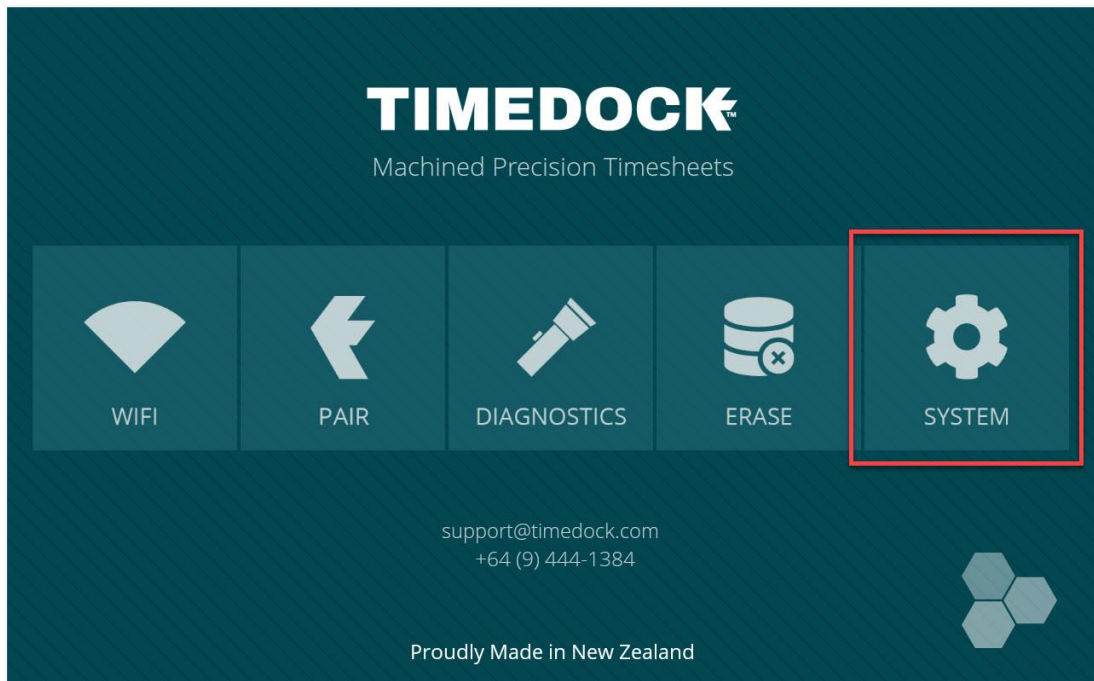 TIMEDOCK™
Machined Precision Timesheets
WIFI
PAIR
DIAGNOSTICS
ERASE
SYSTEM
support@timedock.com
+64 (9) 444-1384
Proudly Made in New Zealand